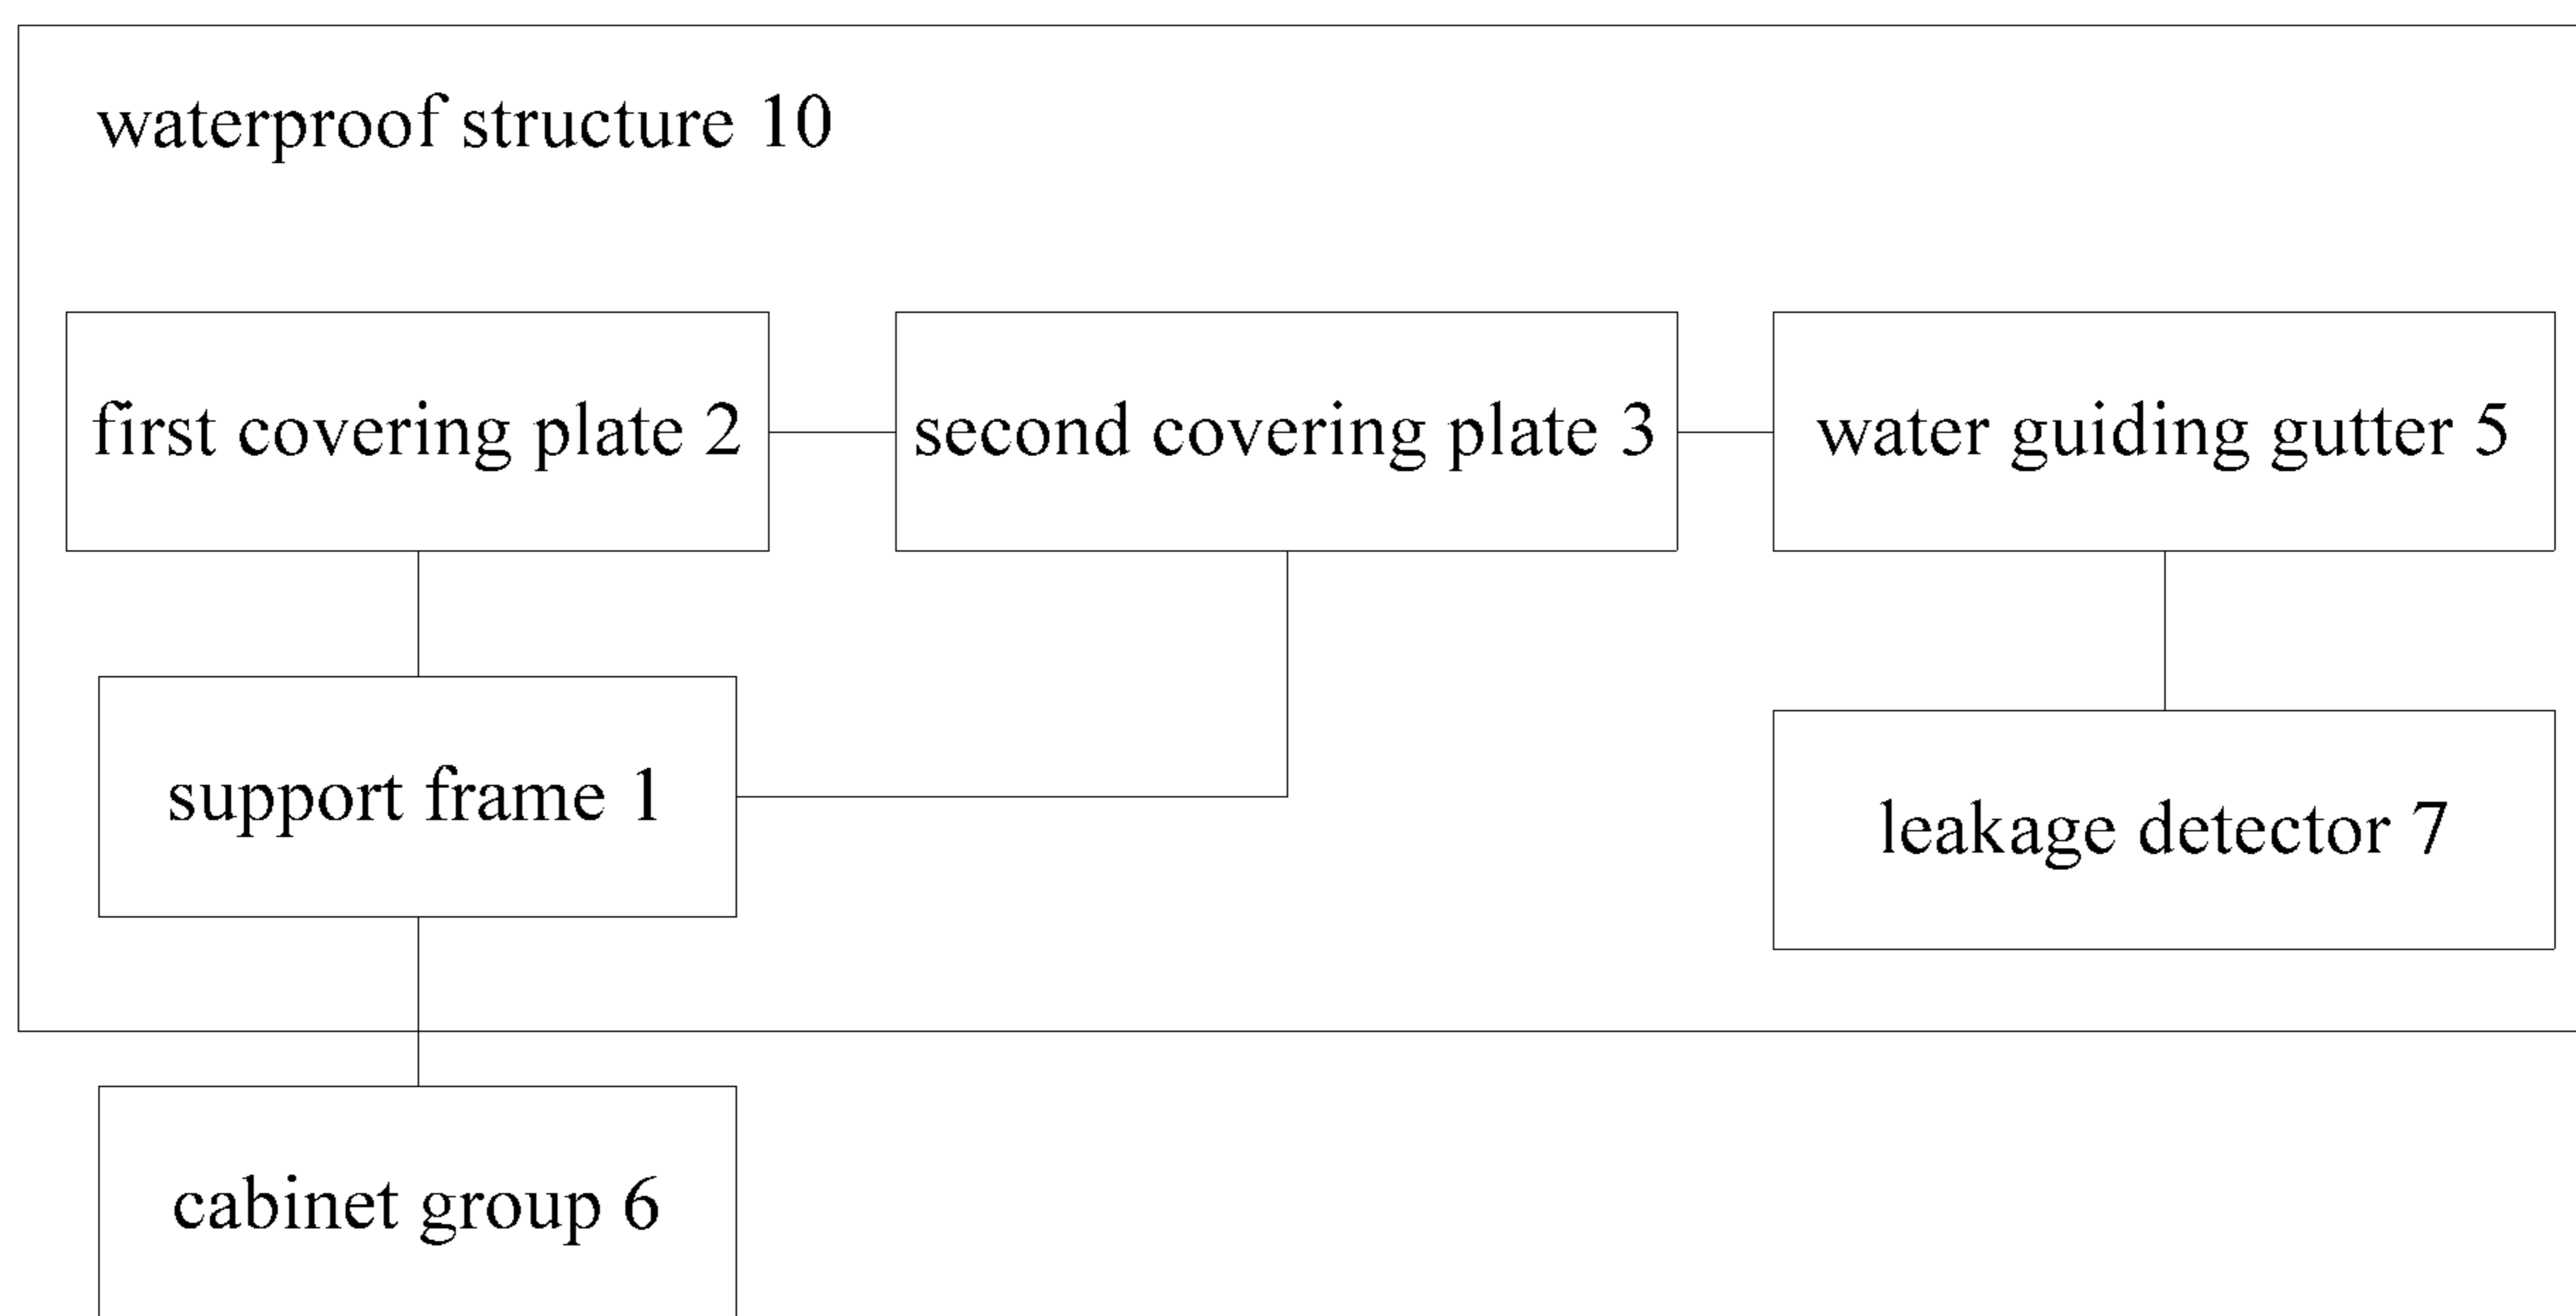 waterproof structure 10
first covering plate 2
second covering plate 3
water guiding gutter 5
support frame 1
leakage detector 7
cabinet group 6